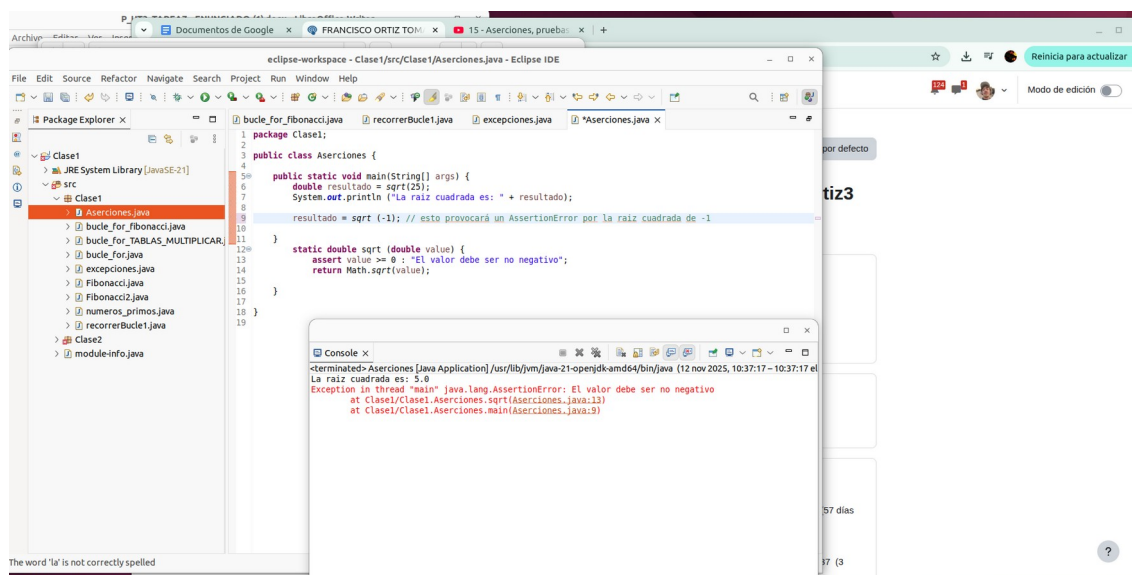 Documentos de Google
FRANCISCO ORTIZ TOM
15 - Aserciones, pruebas
Reinicia para actualizar
eclipse-workspace - Clase1/src/Clase1/Aserciones.java - Eclipse IDE
File Edit Source Refactor Navigate Search Project Run Window Help
124 1 Modo de edición
Package Explorer
bucle_for_fibonacci.java recorrerBucle1.java excepciones.java *Aserciones.java
Clase1
JRE System Library [JavaSE-21]
src
Clase1
Aserciones.java
bucle_for_fibonacci.java
bucle_for_TABLAS_MULTIPLICAR.j
bucle_for.java
excepciones.java
Fibonacci.java
Fibonacci2.java
numeros_primos.java
recorrerBucle1.java
Clase2
module-info.java
1 package Clase1;
2
3 public class Aserciones {
4
5 public static void main(String[] args) {
6 double resultado = sqrt(25);
7 System.out.println ("La raiz cuadrada es: " + resultado);
8
9 resultado = sqrt (-1); // esto provocará un AssertionError por la raiz cuadrada de -1
10
11 }
12 static double sqrt (double value) {
13 assert value >= 0 : "El valor debe ser no negativo";
14 return Math.sqrt(value);
15
16 }
17
18 }
19
por defecto
tiz3
Console
<terminated> Aserciones [Java Application] /usr/lib/jvm/java-21-openjdk-amd64/bin/java (12 nov 2025, 10:37:17 – 10:37:17 el
La raiz cuadrada es: 5.0
Exception in thread "main" java.lang.AssertionError: El valor debe ser no negativo
at Clase1/Clase1.Aserciones.sqrt(Aserciones.java:13)
at Clase1/Clase1.Aserciones.main(Aserciones.java:9)
(57 días
37 (3
?
The word 'la' is not correctly spelled